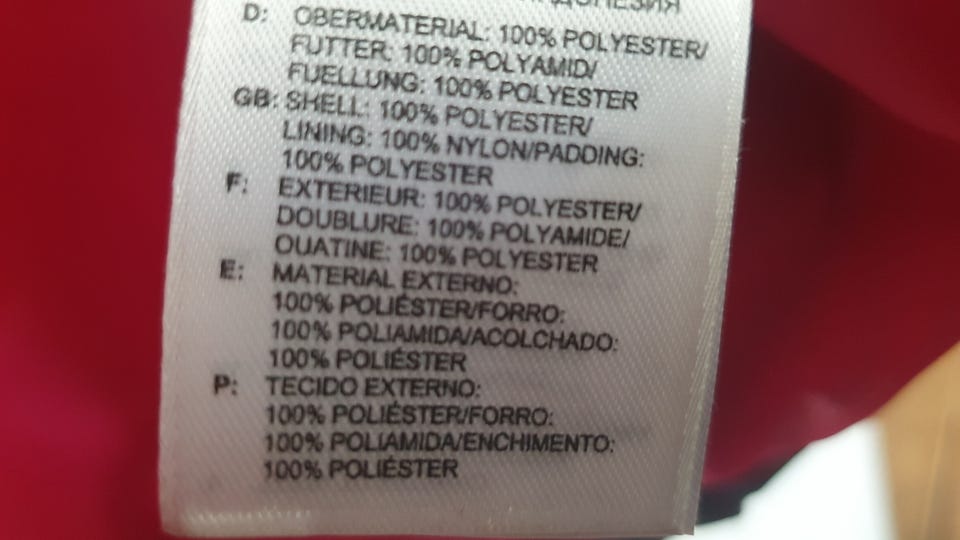 D: OBERMATERIAL: 100% POLYESTER/
FUTTER: 100% POLYAMID/
FUELLUNG: 100% POLYESTER
GB: SHELL: 100% POLYESTER/
LINING: 100% NYLON/PADDING:
100% POLYESTER
F: EXTERIEUR: 100% POLYESTER/
DOUBLURE: 100% POLYAMIDE/
OUATINE: 100% POLYESTER
E: MATERIAL EXTERNO:
100% POLIÉSTER/FORRO:
100% POLIAMIDA/ACOLCHADO:
100% POLIÉSTER
P: TECIDO EXTERNO:
100% POLIÉSTER/FORRO:
100% POLIAMIDA/ENCHIMENTO:
100% POLIÉSTER